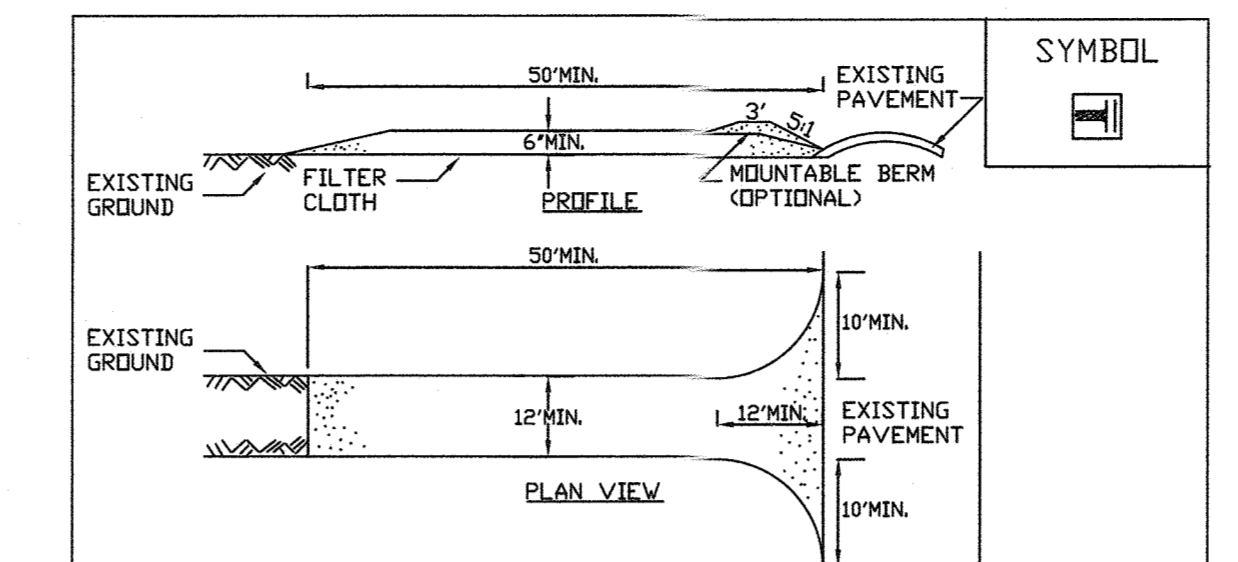 SYMBOL
50'MIN.
EXISTING
PAVEMENT
3'
5:1
6"MIN.
EXISTING
GROUND
FILTER
CLOTH
PROFILE
MOUNTABLE BERM
(OPTIONAL)
50'MIN.
10'MIN.
EXISTING
GROUND
12'MIN.
12'MIN.
EXISTING
PAVEMENT
PLAN VIEW
10'MIN.